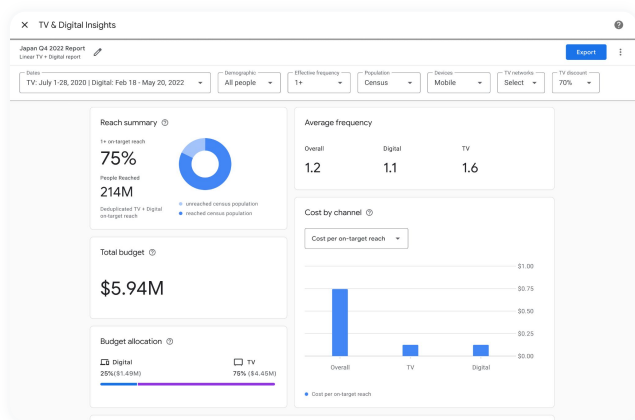 TV & Digital Insights
Japan Q4 2022 Report
Linear TV + Digital report
Export
Dates
TV: July 1-28, 2020 | Digital: Feb 18 - May 20, 2022
Demographic
All people
Effective frequency
1+
Population
Census
Devices
Mobile
TV networks
Select
TV discount
70%
Reach summary
1+ on-target reach
75%
People Reached
214M
Deduplicated TV + Digital
on-target reach
unreached census population
reached census population
Average frequency
Overall
Digital
TV
1.2
1.1
1.6
Total budget
$5.94M
Cost by channel
Cost per on-target reach
$1.00
$0.75
$0.50
$0.25
$0.00
Overall
TV
Digital
Cost per on-target reach
Budget allocation
Digital
25%($1.49M)
TV
75% ($4.45M)